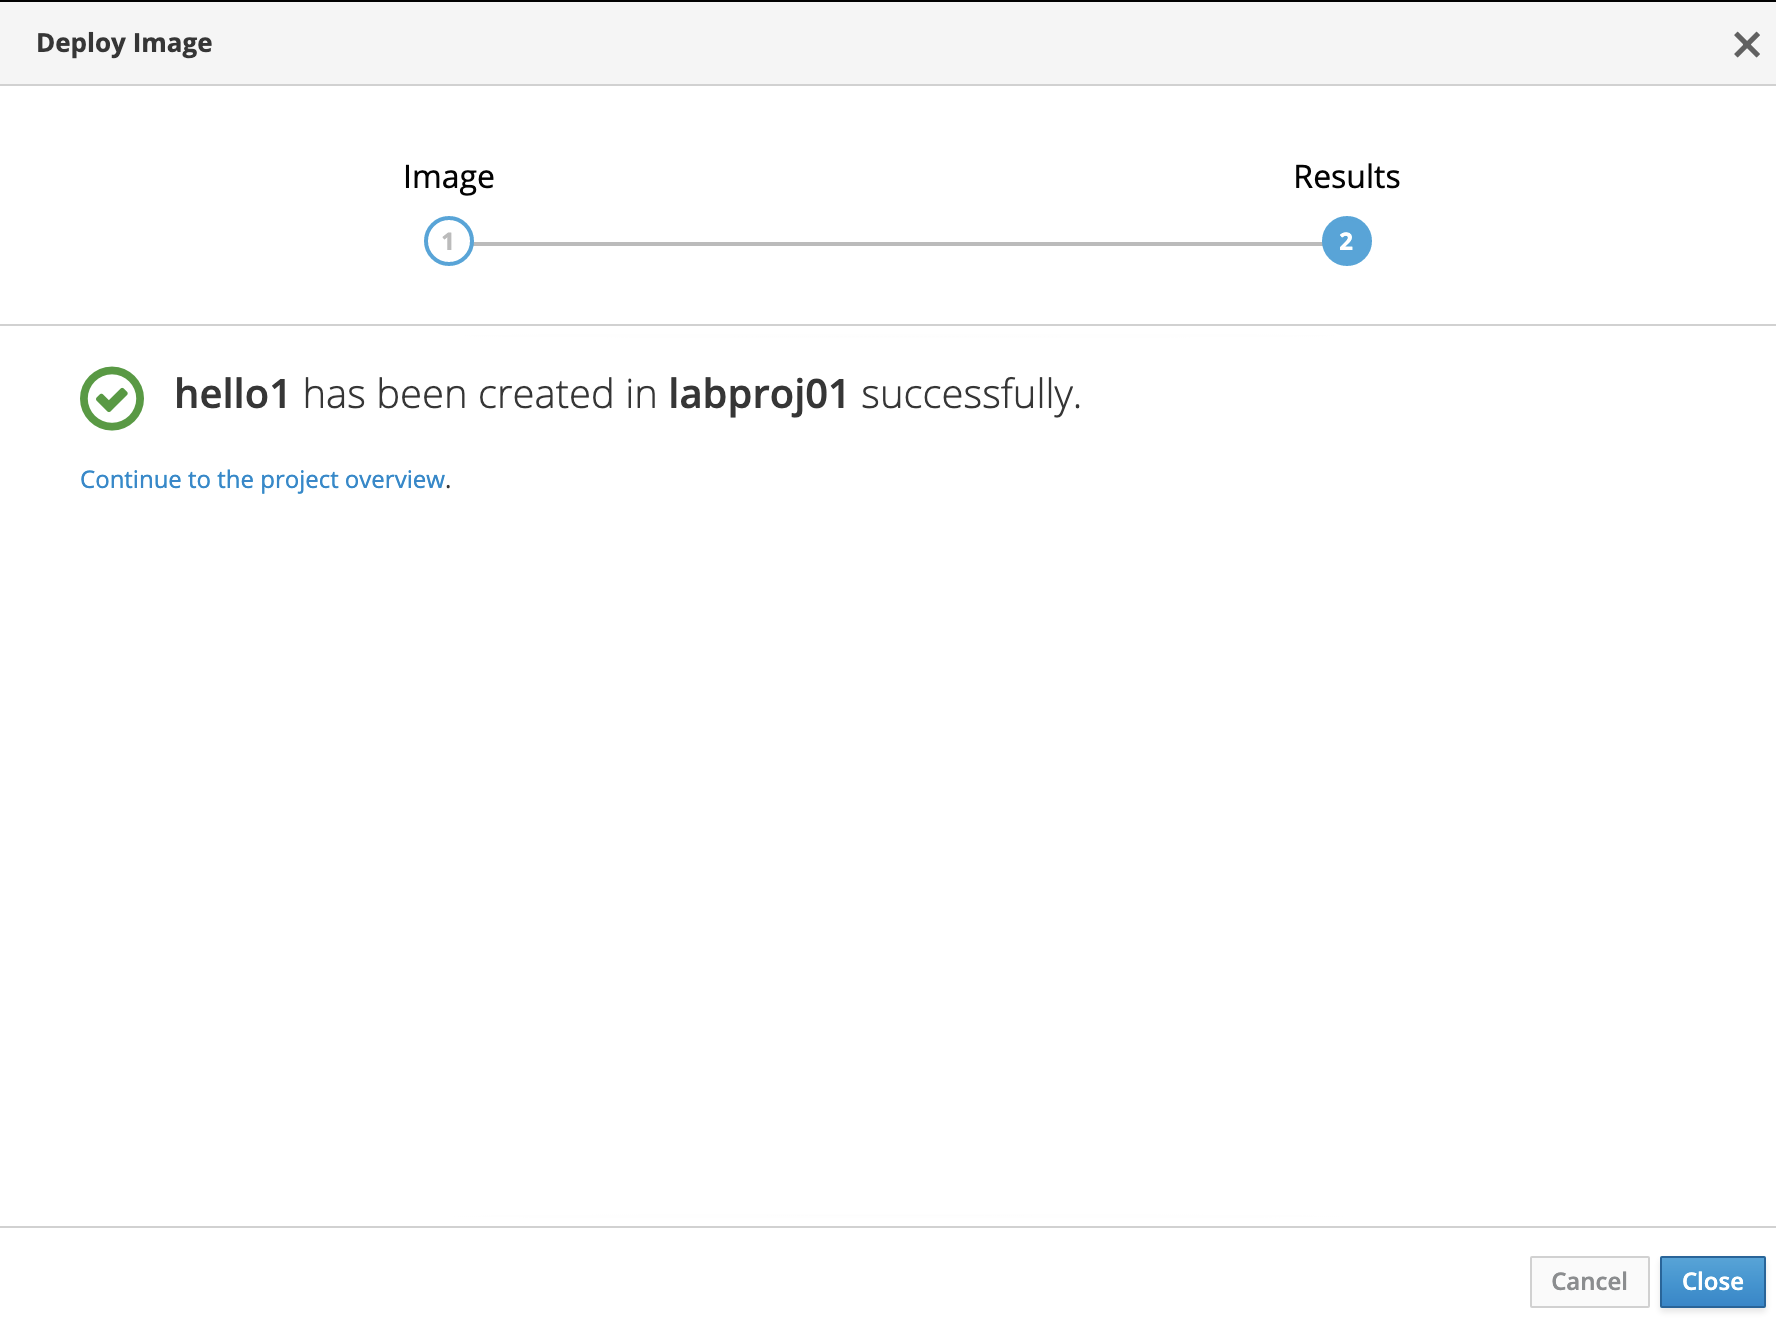 Deploy Image
Image
Results
1
2
hello1 has been created in labproj01 successfully.
Continue to the project overview.
Cancel
Close